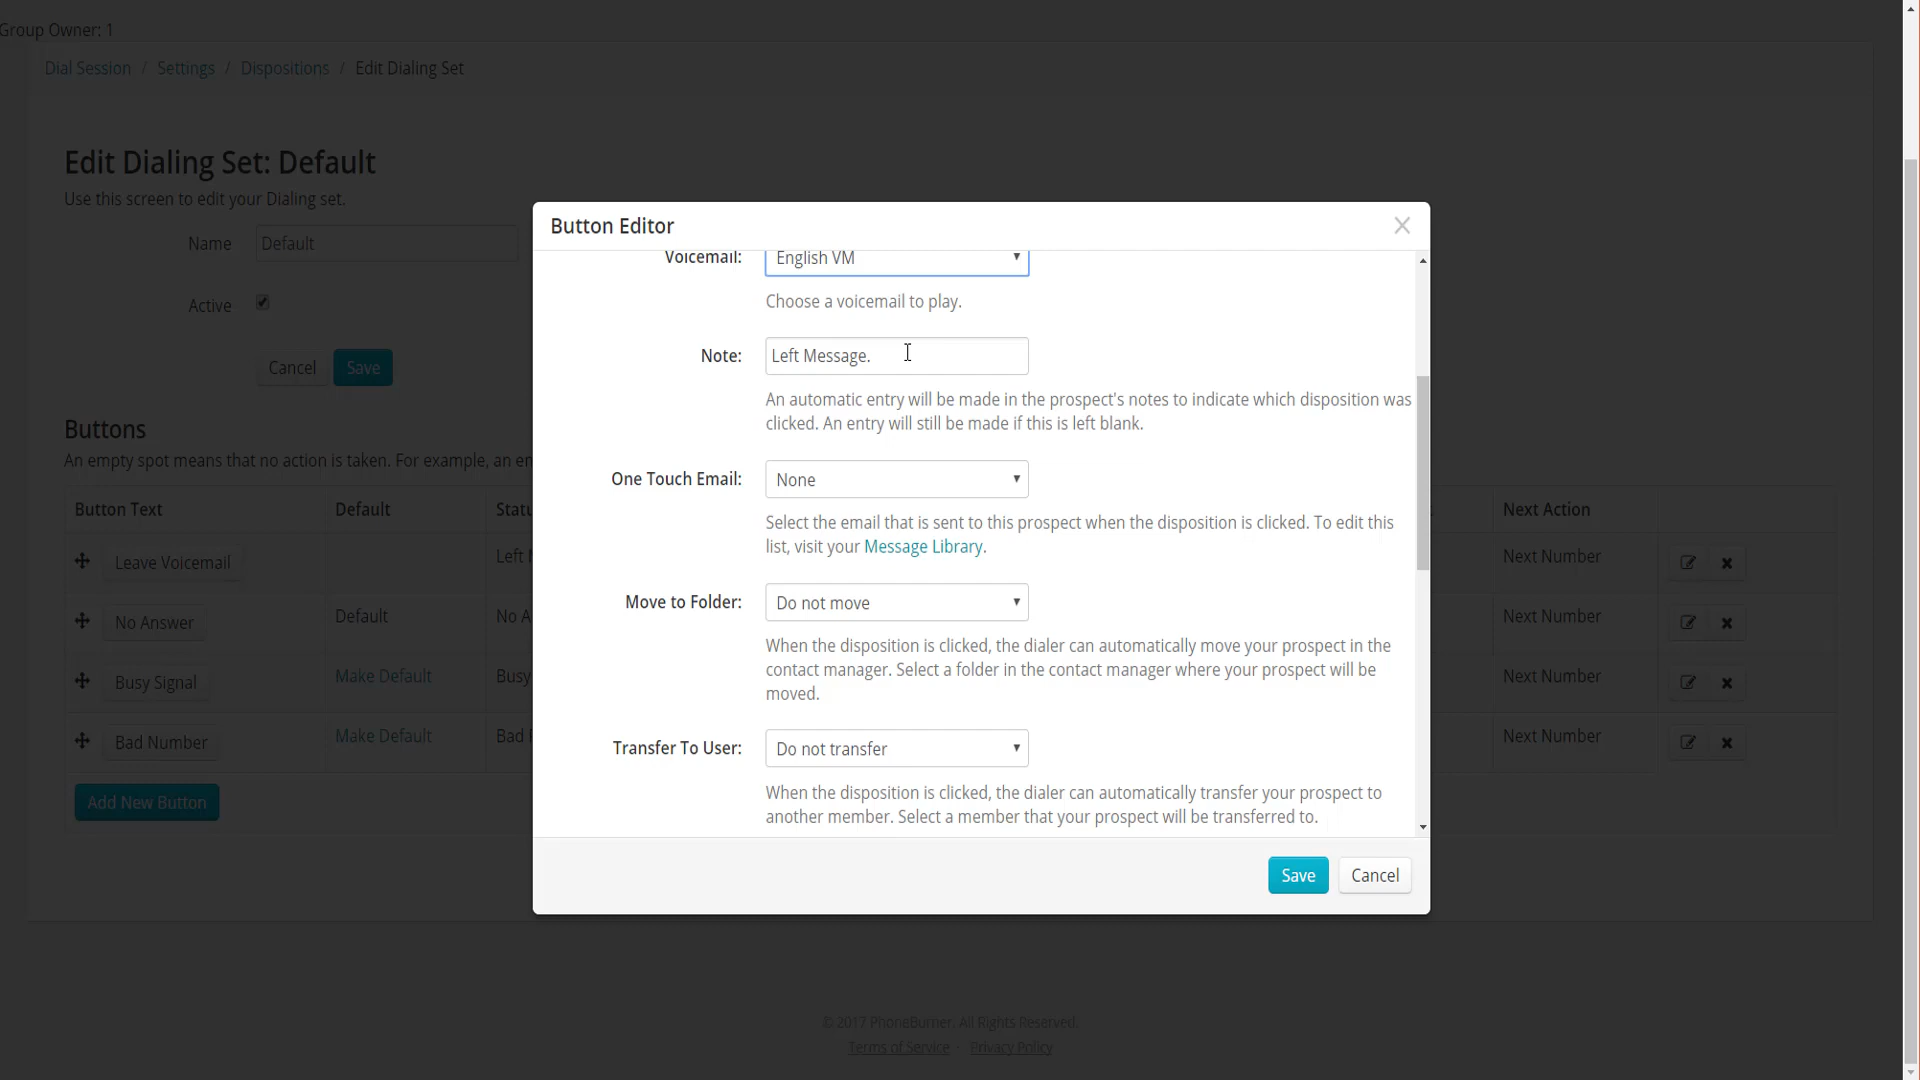 Group Owner: 1
Dial Session / Settings / Dispositions / Edit Dialing Set
Edit Dialing Set: Default
Use this screen to edit your Dialing set.
Name Default
Active
Cancel Save
Buttons
An empty spot means that no action is taken. For example, an
Button Text Default Next Action
Leave Voicemail Left Next Number
No Answer Default No Next Number
Busy Signal Make Default Busy Next Number
Bad Number Make Default Bad Next Number
Add New Button
Button Editor
Voicemail: English VM
Choose a voicemail to play.
Note: Left Message.
An automatic entry will be made in the prospect's notes to indicate which disposition was
clicked. An entry will still be made if this is left blank.
One Touch Email: None
Select the email that is sent to this prospect when the disposition is clicked. To edit this
list, visit your Message Library.
Move to Folder: Do not move
When the disposition is clicked, the dialer can automatically move your prospect in the
contact manager. Select a folder in the contact manager where your prospect will be
moved.
Transfer To User: Do not transfer
When the disposition is clicked, the dialer can automatically transfer your prospect to
another member. Select a member that your prospect will be transferred to.
Save Cancel
© 2017 PhoneBurner. All Rights Reserved.
Terms of Service - Privacy Policy